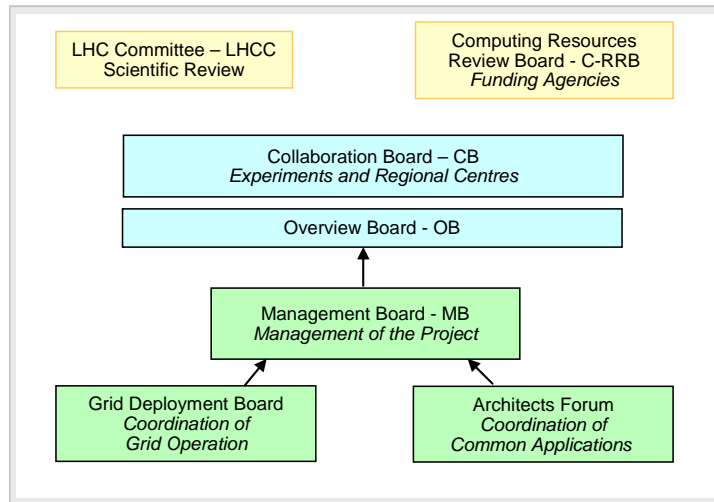 LHC Committee – LHCC
Scientific Review
Computing Resources
Review Board - C-RRB
Funding Agencies
Collaboration Board – CB
Experiments and Regional Centres
Overview Board - OB
Management Board - MB
Management of the Project
Grid Deployment Board
Coordination of
Grid Operation
Architects Forum
Coordination of
Common Applications